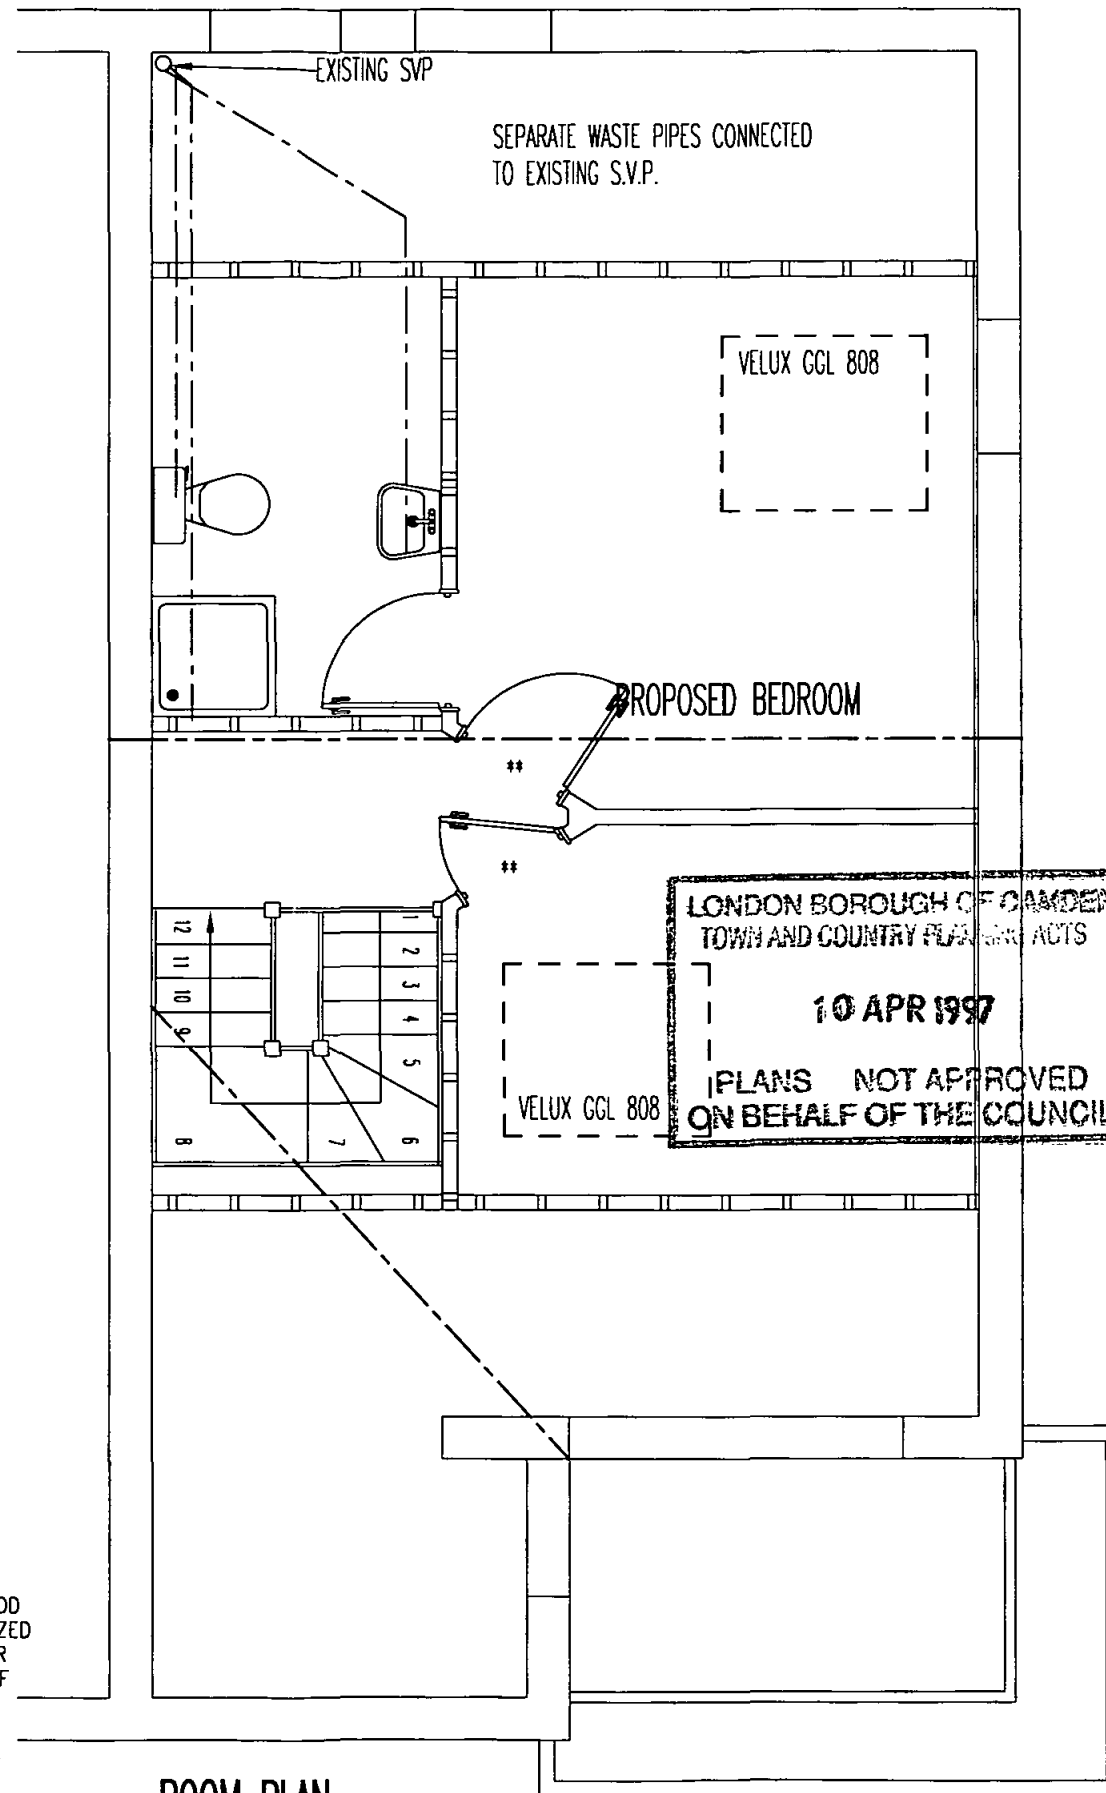 EXISTING SVP
SEPARATE WASTE PIPES CONNECTED
TO EXISTING S.V.P.
VELUX GGL 808
PROPOSED BEDROOM
**
**
LONDON BOROUGH OF CAMDEN
TOWN AND COUNTRY PLANNING ACTS
10 APR 1997
PLANS NOT APPROVED
ON BEHALF OF THE COUNCIL
12
11
10
9
8
7
6
5
4
3
2
1
VELUX GGL 808
OD
ZED
R
F
ROOM PLAN